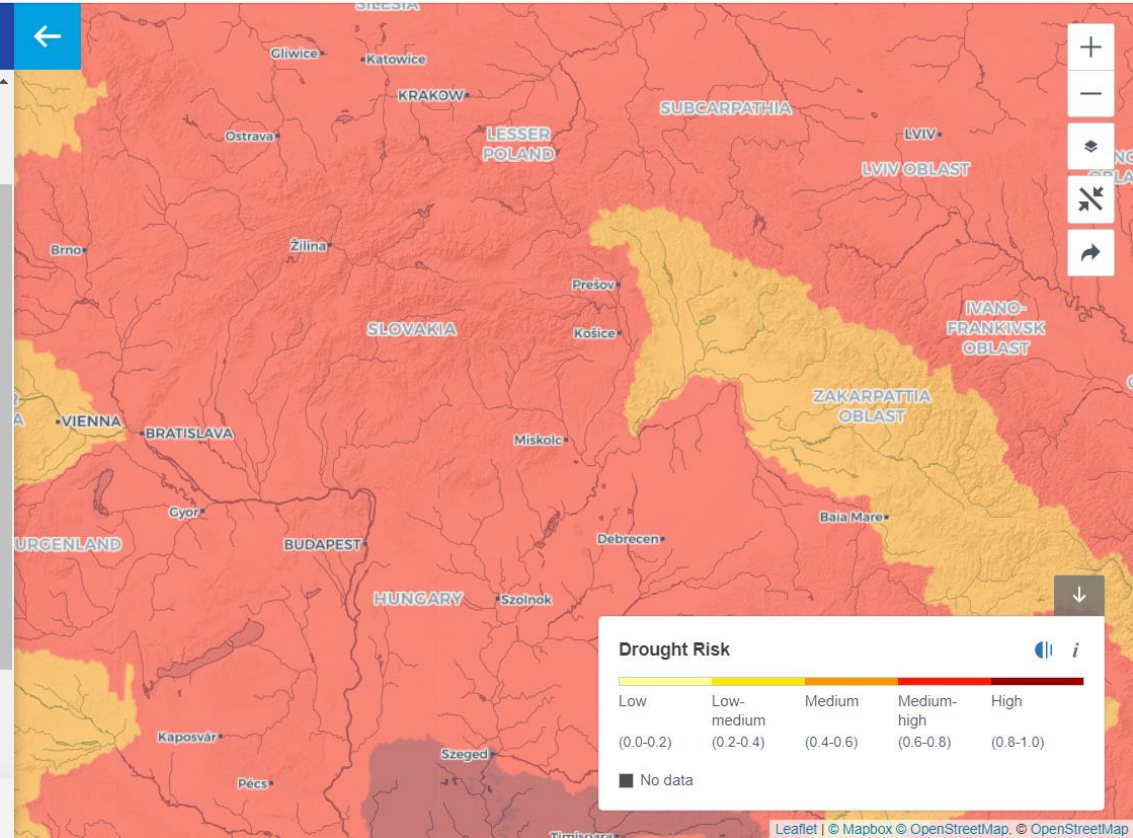 SILESIA
Gliwice
Katowice
KRAKOW
SUBCARPATHIA
Ostrava
LESSER
POLAND
LVIV
LVIV OBLAST
Brno
Žilina
Prešov
SLOVAKIA
Košice
IVANO-
FRANKIVSK
OBLAST
ZAKARPATTIA
OBLAST
VIENNA
BRATISLAVA
Miskolc
Gyor
Baia Mare
URGENLAND
BUDAPEST
Debrecen
HUNGARY
Szolnok
Kaposvár
Szeged
Pécs
Timișoara
Drought Risk
Low
Low-
medium
Medium
Medium-
high
High
(0.0-0.2)
(0.2-0.4)
(0.4-0.6)
(0.6-0.8)
(0.8-1.0)
No data
Leaflet | © Mapbox © OpenStreetMap, © OpenStreetMap